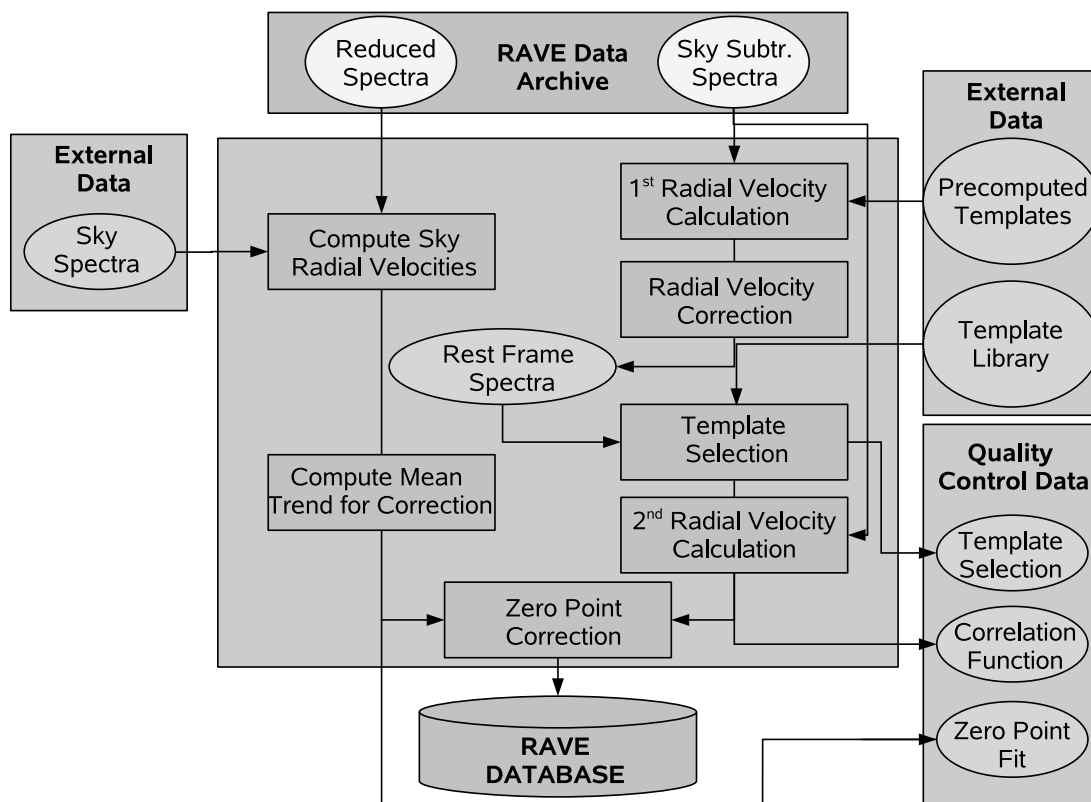 Reduced
Spectra
RAVE Data
Archive
Sky Subtr.
Spectra
External
Data
Sky
Spectra
External
Data
Precomputed
Templates
Template
Library
1st Radial Velocity
Calculation
Compute Sky
Radial Velocities
Radial Velocity
Correction
Rest Frame
Spectra
Template
Selection
Compute Mean
Trend for Correction
2nd Radial Velocity
Calculation
Zero Point
Correction
RAVE
DATABASE
Quality
Control Data
Template
Selection
Correlation
Function
Zero Point
Fit